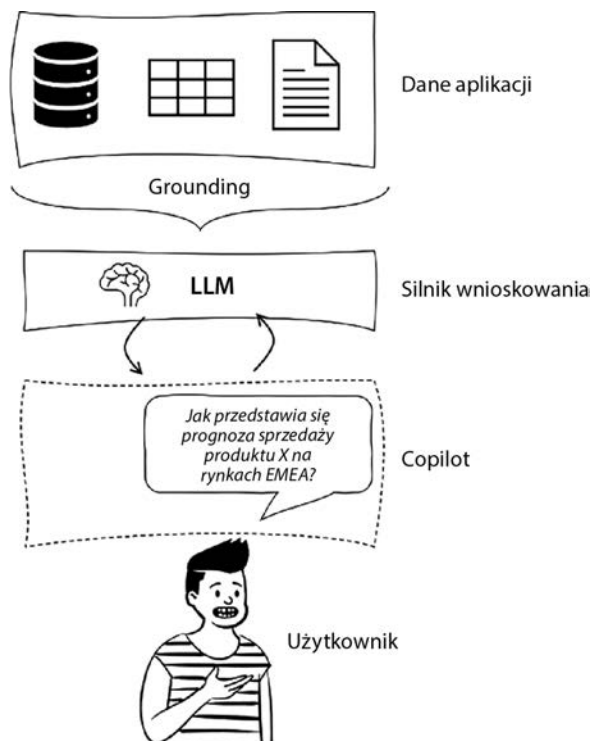 Dane aplikacji
Grounding
LLM
Silnik wnioskowania
Jak przedstawia się
prognoza sprzedaży
produktu X na
rynkach EMEA?
Copilot
Użytkownik